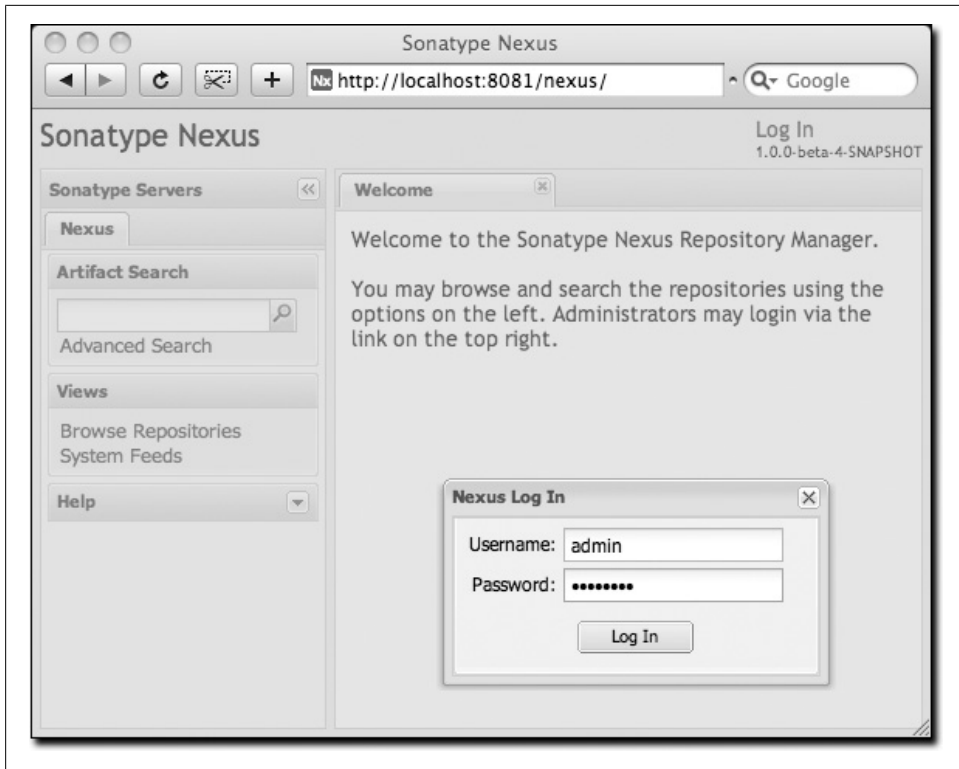 Sonatype Nexus
Nx http://localhost:8081/nexus/
Google
Sonatype Nexus
Log In
1.0.0-beta-4-SNAPSHOT
Sonatype Servers
Nexus
Artifact Search
Advanced Search
Views
Browse Repositories
System Feeds
Help
Welcome
Welcome to the Sonatype Nexus Repository Manager.
You may browse and search the repositories using the
options on the left. Administrators may login via the
link on the top right.
Nexus Log In
Username: admin
Password: ••••••••
Log In